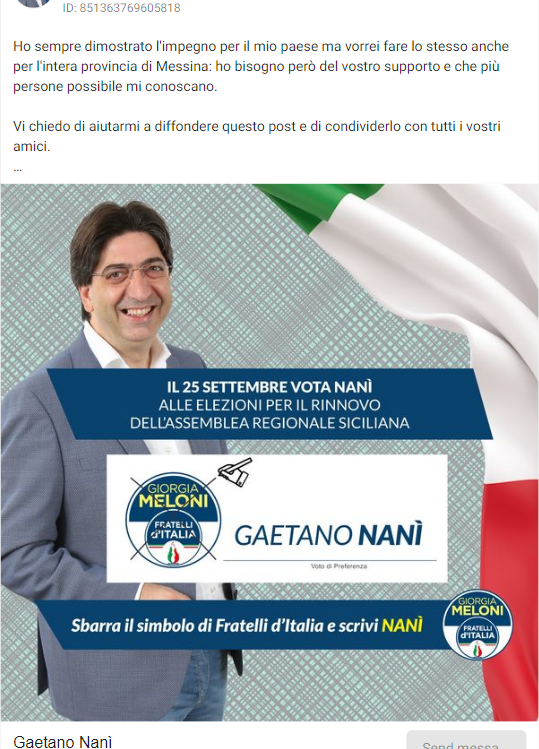 ID: 851363769605818
Ho sempre dimostrato l'impegno per il mio paese ma vorrei fare lo stesso anche
per l'intera provincia di Messina: ho bisogno però del vostro supporto e che più
persone possibile mi conoscano.
Vi chiedo di aiutarmi a diffondere questo post e di condividerlo con tutti i vostri
amici.
...
IL 25 SETTEMBRE VOTA NANÌ
ALLE ELEZIONI PER IL RINNOVO
DELL'ASSEMBLEA REGIONALE SICILIANA
GIORGIA
MELONI
FRATELLI
d'ITALIA
GAETANO NANÌ
Voto di Preferenza
Sbarra il simbolo di Fratelli d'Italia e scrivi NANÌ
GIORGIA
MELONI
FRATELLI
d'ITALIA
Gaetano Nanì
Send messa...